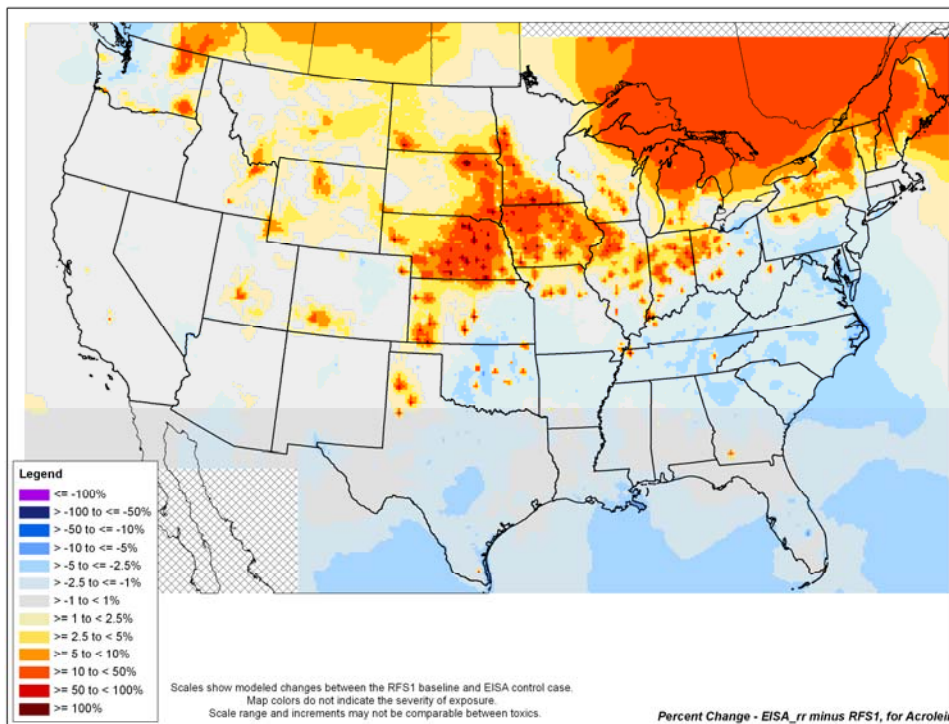 Legend
<= -100%
> -100 to <= -50%
> -50 to <= -10%
> -10 to <= -5%
> -5 to <= -2.5%
> -2.5 to <= -1%
> -1 to < 1%
>= 1 to < 2.5%
>= 2.5 to < 5%
>= 5 to < 10%
>= 10 to < 50%
>= 50 to < 100%
>= 100%
Scales show modeled changes between the RFS1 baseline and EISA control case.
Map colors do not indicate the severity of exposure.
Scale range and increments may not be comparable between toxics.
Percent Change - EISA_rr minus RFS1, for Acrolein